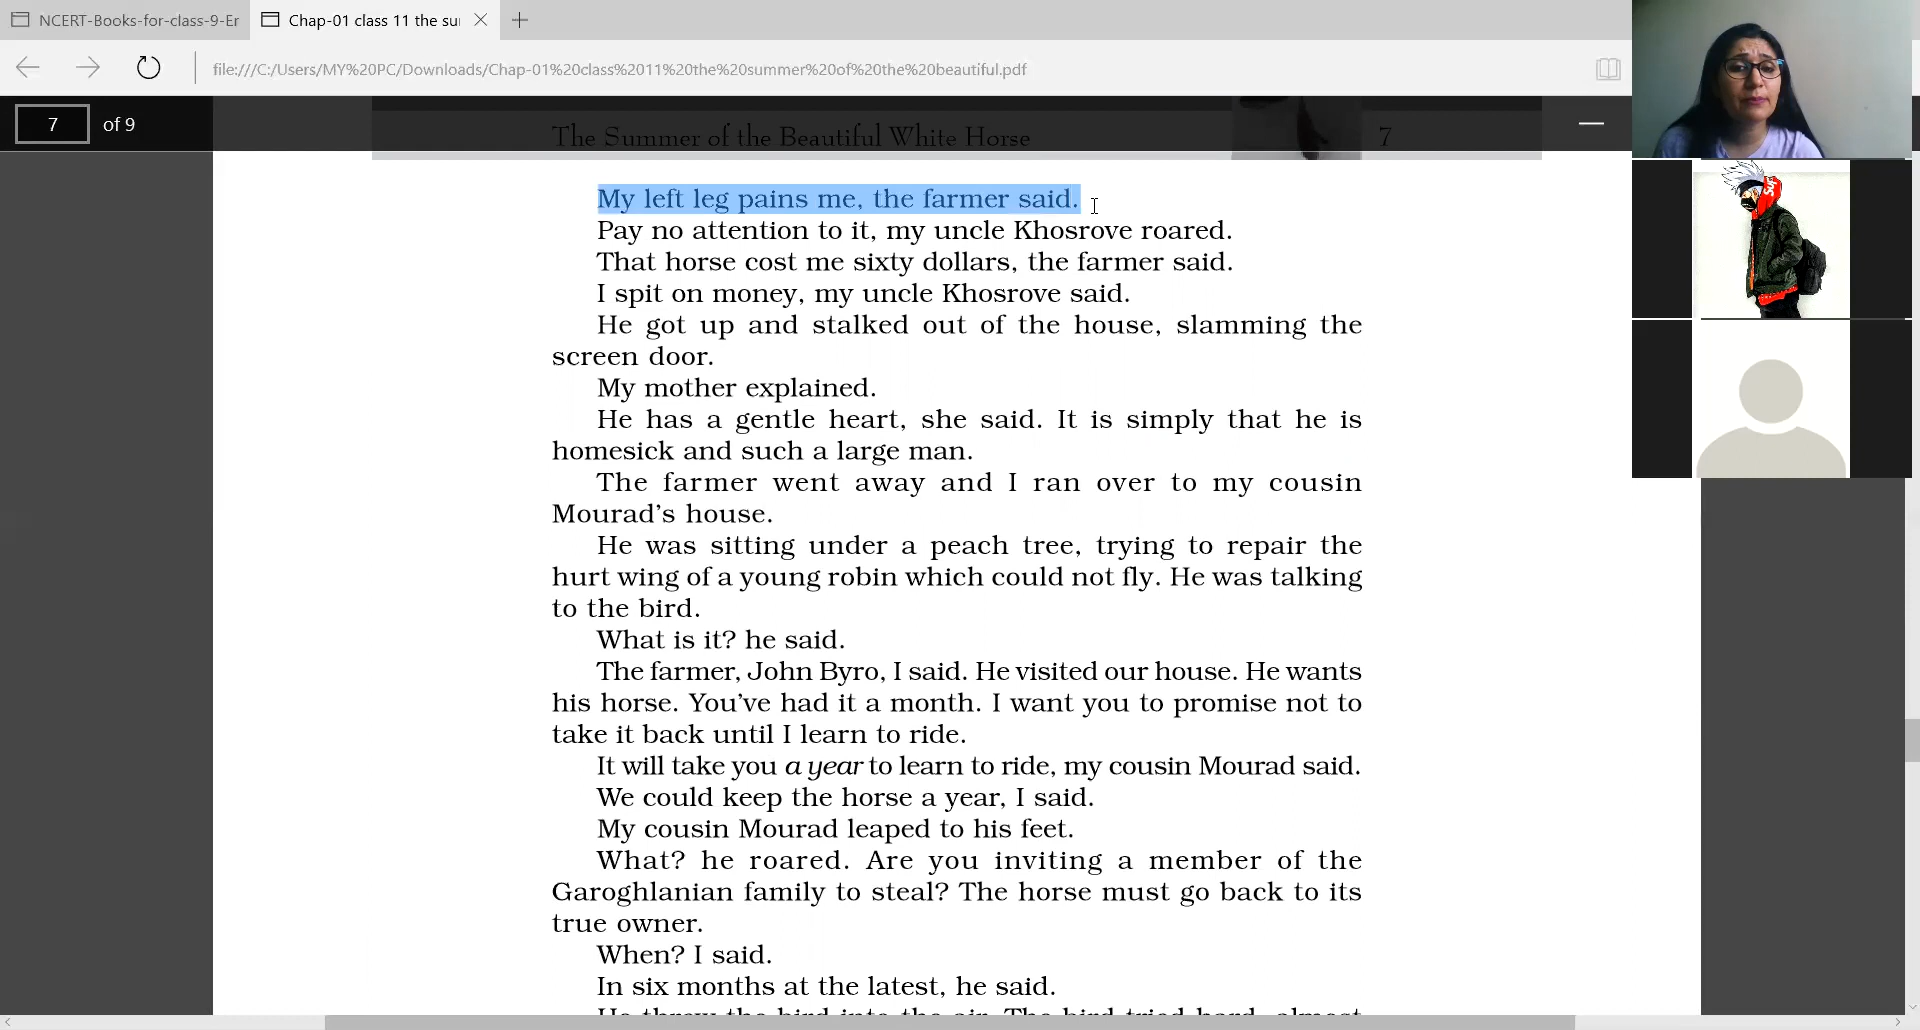 NCERT-Books-for-class-9-Er
Chap-01 class 11 the su
file:///C:/Users/MY%20PC/Downloads/Chap-01%20class%2011%20the%20summer%20of%20the%20beautiful.pdf
7 of 9
The Summer of the Beautiful White Horse 7
My left leg pains me, the farmer said.
Pay no attention to it, my uncle Khosrove roared.
That horse cost me sixty dollars, the farmer said.
I spit on money, my uncle Khosrove said.
He got up and stalked out of the house, slamming the
screen door.
My mother explained.
He has a gentle heart, she said. It is simply that he is
homesick and such a large man.
The farmer went away and I ran over to my cousin
Mourad’s house.
He was sitting under a peach tree, trying to repair the
hurt wing of a young robin which could not fly. He was talking
to the bird.
What is it? he said.
The farmer, John Byro, I said. He visited our house. He wants
his horse. You’ve had it a month. I want you to promise not to
take it back until I learn to ride.
It will take you a year to learn to ride, my cousin Mourad said.
We could keep the horse a year, I said.
My cousin Mourad leaped to his feet.
What? he roared. Are you inviting a member of the
Garoghlanian family to steal? The horse must go back to its
true owner.
When? I said.
In six months at the latest, he said.
He threw the bird into the air. The bird tried hard, almost